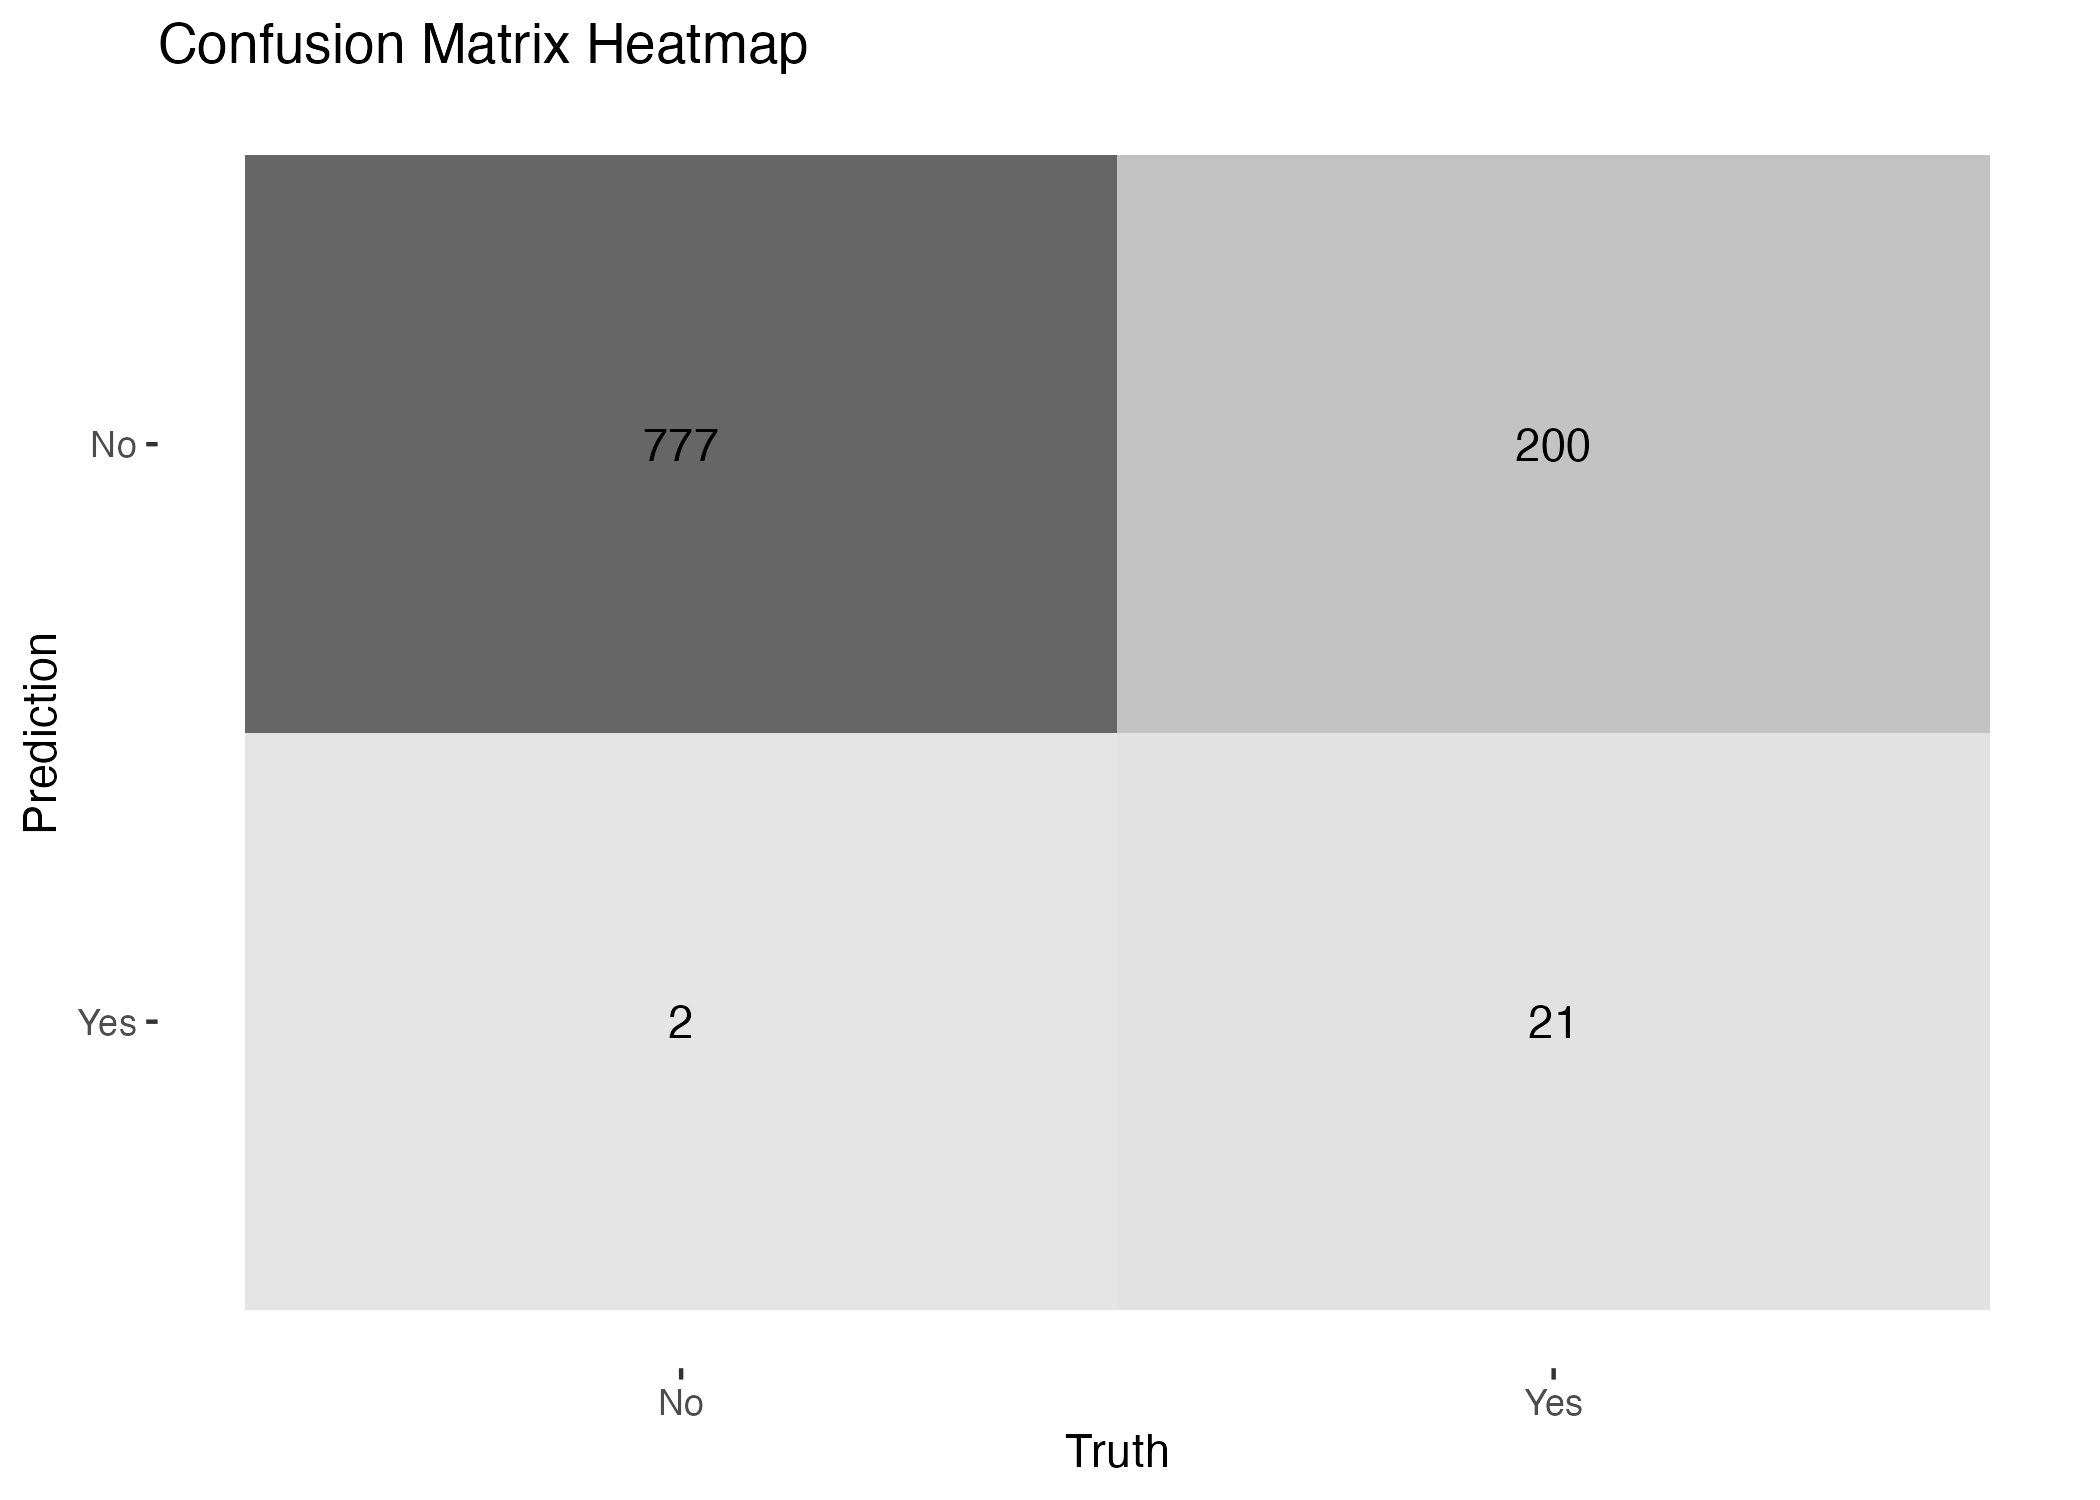 Confusion Matrix Heatmap
Prediction
No
777
200
Yes
2
21
No
Yes
Truth